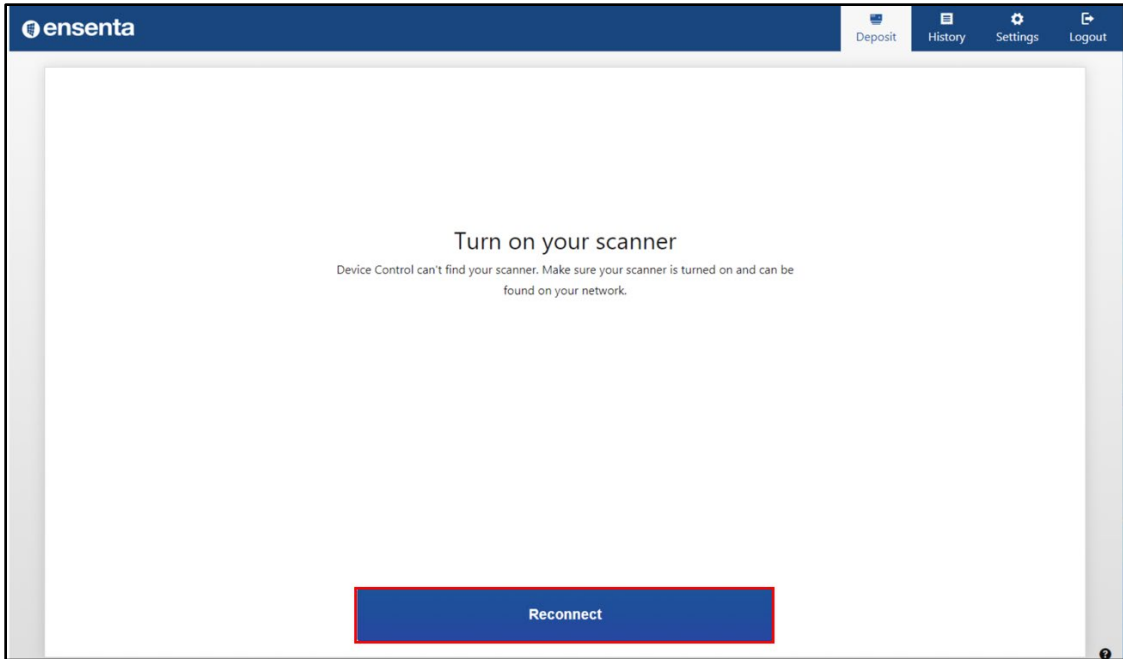 ensenta
Deposit
History
Settings
Logout
Turn on your scanner
Device Control can't find your scanner. Make sure your scanner is turned on and can be
found on your network.
Reconnect
?